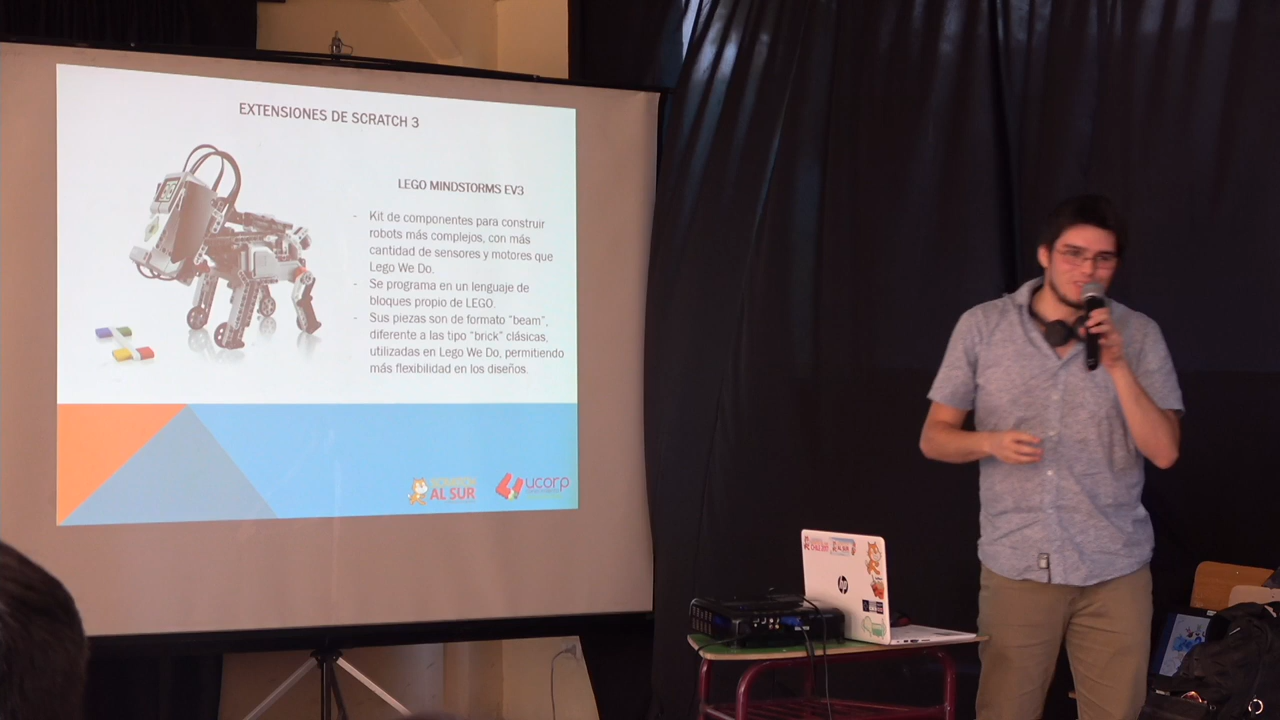 EXTENSIONES DE SCRATCH 3
LEGO MINDSTORMS EV3
- Kit de componentes para construir
robots más complejos, con más
cantidad de sensores y motores que
Lego We Do.
- Se programa en un lenguaje de
bloques propio de LEGO.
- Sus piezas son de formato "beam",
diferente a las tipo "brick" clásicas,
utilizadas en Lego We Do, permitiendo
más flexibilidad en los diseños.
AL SUR
ucorp
hp